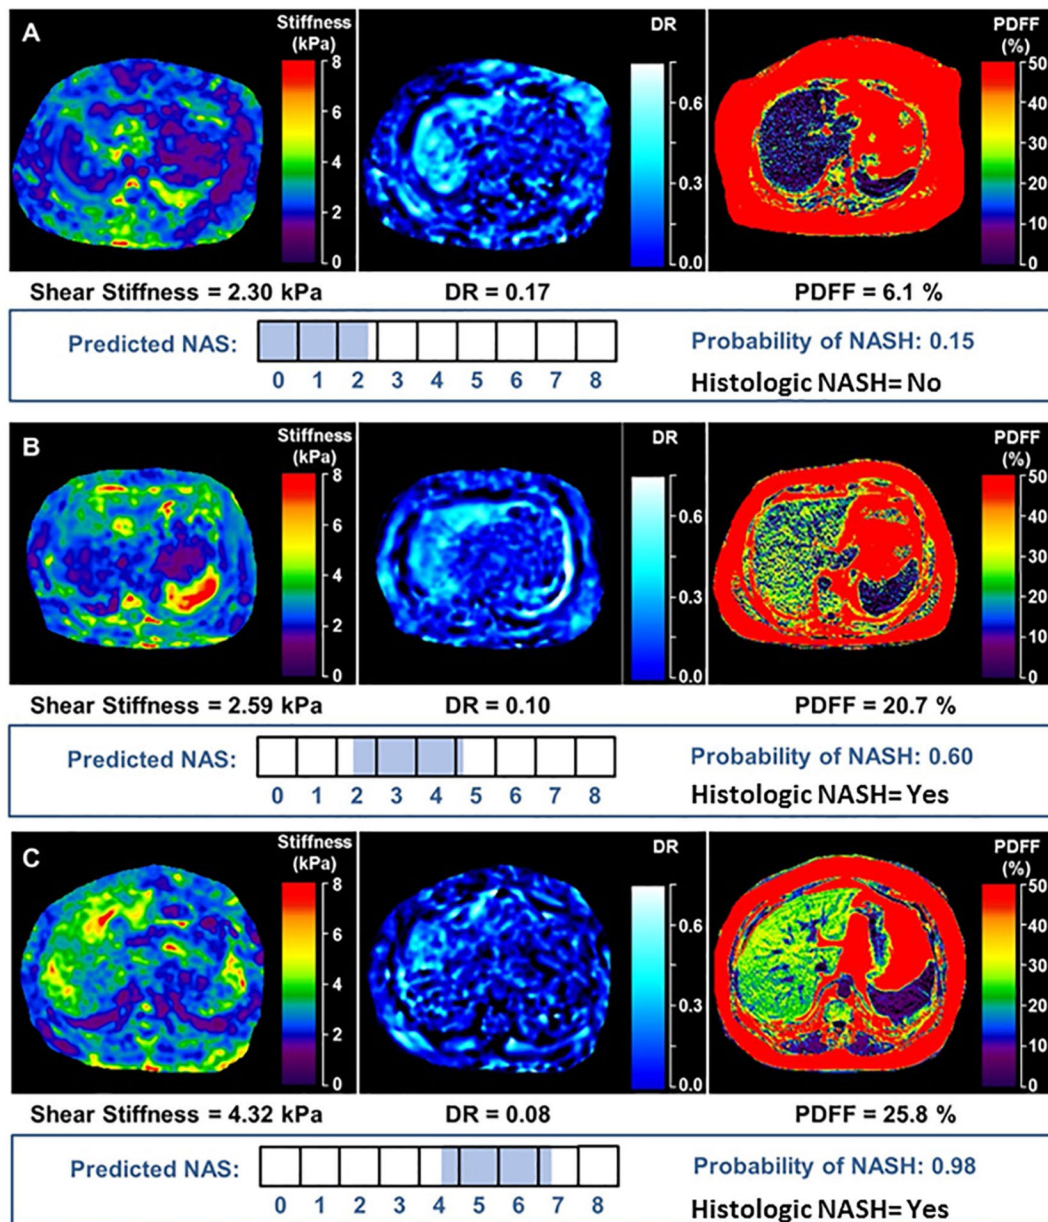 A
Stiffness
(kPa)
8
6
4
2
0
DR
0.6
0.3
0.0
PDFF
(%)
50
40
30
20
10
0
Shear Stiffness = 2.30 kPa
DR = 0.17
PDFF = 6.1 %
Predicted NAS:
0 1 2 3 4 5 6 7 8
Probability of NASH: 0.15
Histologic NASH= No
B
Stiffness
(kPa)
8
6
4
2
0
DR
0.6
0.3
0.0
PDFF
(%)
50
40
30
20
10
0
Shear Stiffness = 2.59 kPa
DR = 0.10
PDFF = 20.7 %
Predicted NAS:
0 1 2 3 4 5 6 7 8
Probability of NASH: 0.60
Histologic NASH= Yes
C
Stiffness
(kPa)
8
6
4
2
0
DR
0.6
0.3
0.0
PDFF
(%)
50
40
30
20
10
0
Shear Stiffness = 4.32 kPa
DR = 0.08
PDFF = 25.8 %
Predicted NAS:
0 1 2 3 4 5 6 7 8
Probability of NASH: 0.98
Histologic NASH= Yes